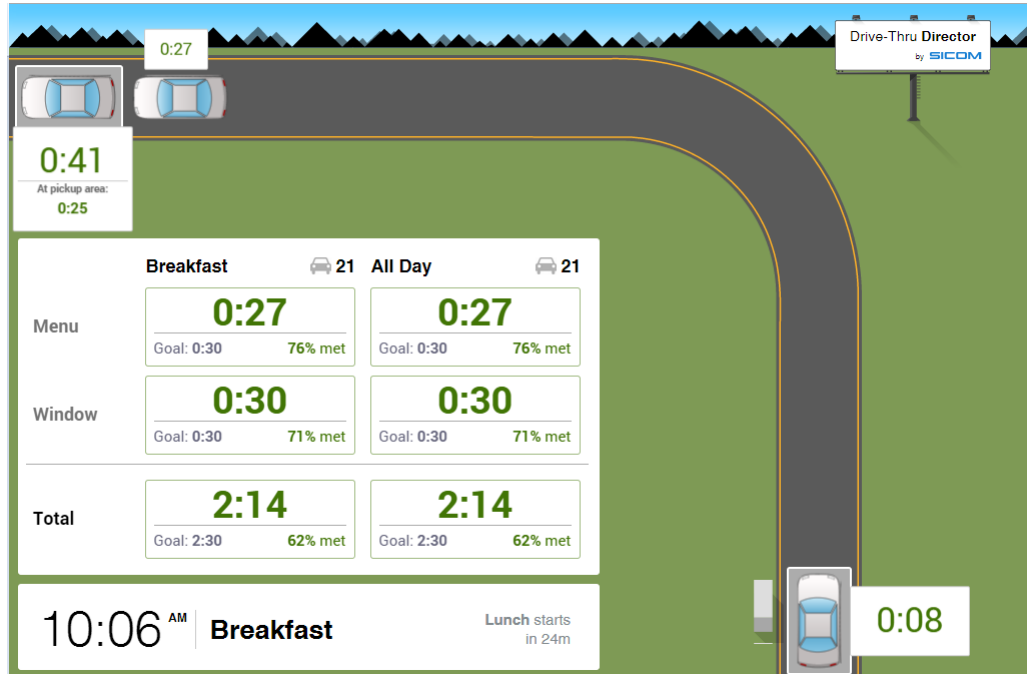 0:27
Drive-Thru Director
by SICOM
0:41
At pickup area:
0:25
Breakfast 21 All Day 21
Menu
0:27 0:27
Goal: 0:30 76% met Goal: 0:30 76% met
Window
0:30 0:30
Goal: 0:30 71% met Goal: 0:30 71% met
Total
2:14 2:14
Goal: 2:30 62% met Goal: 2:30 62% met
10:06 AM Breakfast
Lunch starts
in 24m
0:08